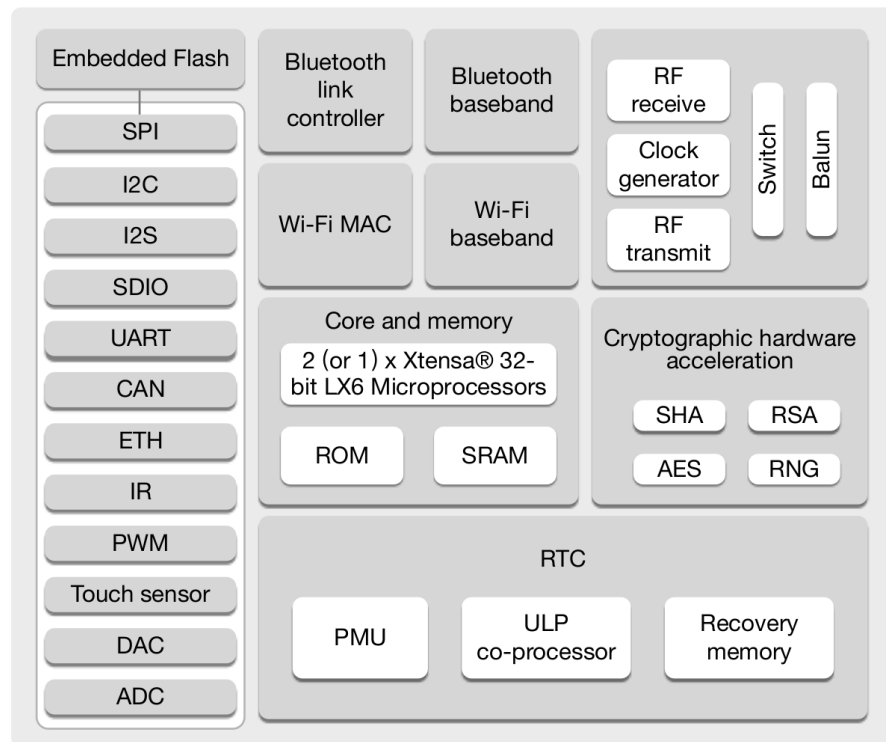 Embedded Flash
SPI
I2C
I2S
SDIO
UART
CAN
ETH
IR
PWM
Touch sensor
DAC
ADC
Bluetooth
link
controller
Bluetooth
baseband
Wi-Fi MAC
Wi-Fi
baseband
RF
receive
Clock
generator
RF
transmit
Switch
Balun
Core and memory
2 (or 1) x Xtensa® 32-
bit LX6 Microprocessors
ROM
SRAM
Cryptographic hardware
acceleration
SHA
RSA
AES
RNG
RTC
PMU
ULP
co-processor
Recovery
memory